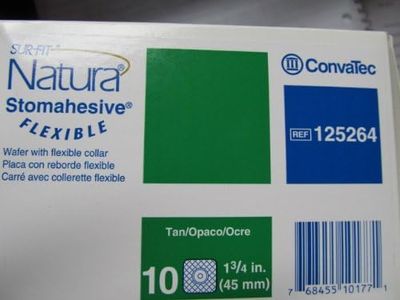 SUR-FIT®
Natura®
Stomahesive®
FLEXIBLE
Wafer with flexible collar
Placa con reborde flexible
Carré avec collerette flexible
ConvaTec
REF 125264
Tan/Opaco/Ocre
10
1 3/4 in.
(45 mm)
7 68455 10177 1